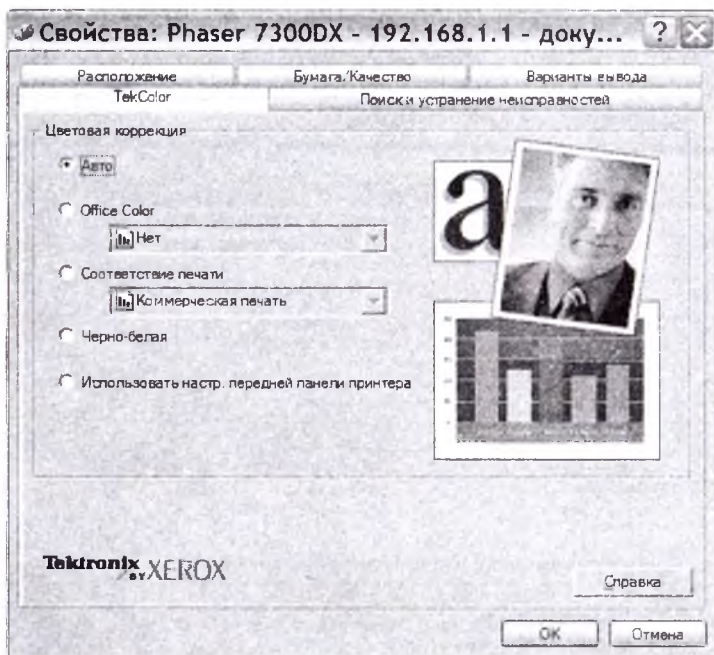 Свойства: Phaser 7300DX - 192.168.1.1 - доку...
Расположение
Бумага/Качество
Варианты вывода
TekColor
Поиск и устранение неисправностей
Цветовая коррекция
Авто
Office Color
Нет
Соответствие печати
Коммерческая печать
Черно-белая
Использовать настр. передней панели принтера
a
Tektronix
BY XEROX
Справка
OK
Отмена